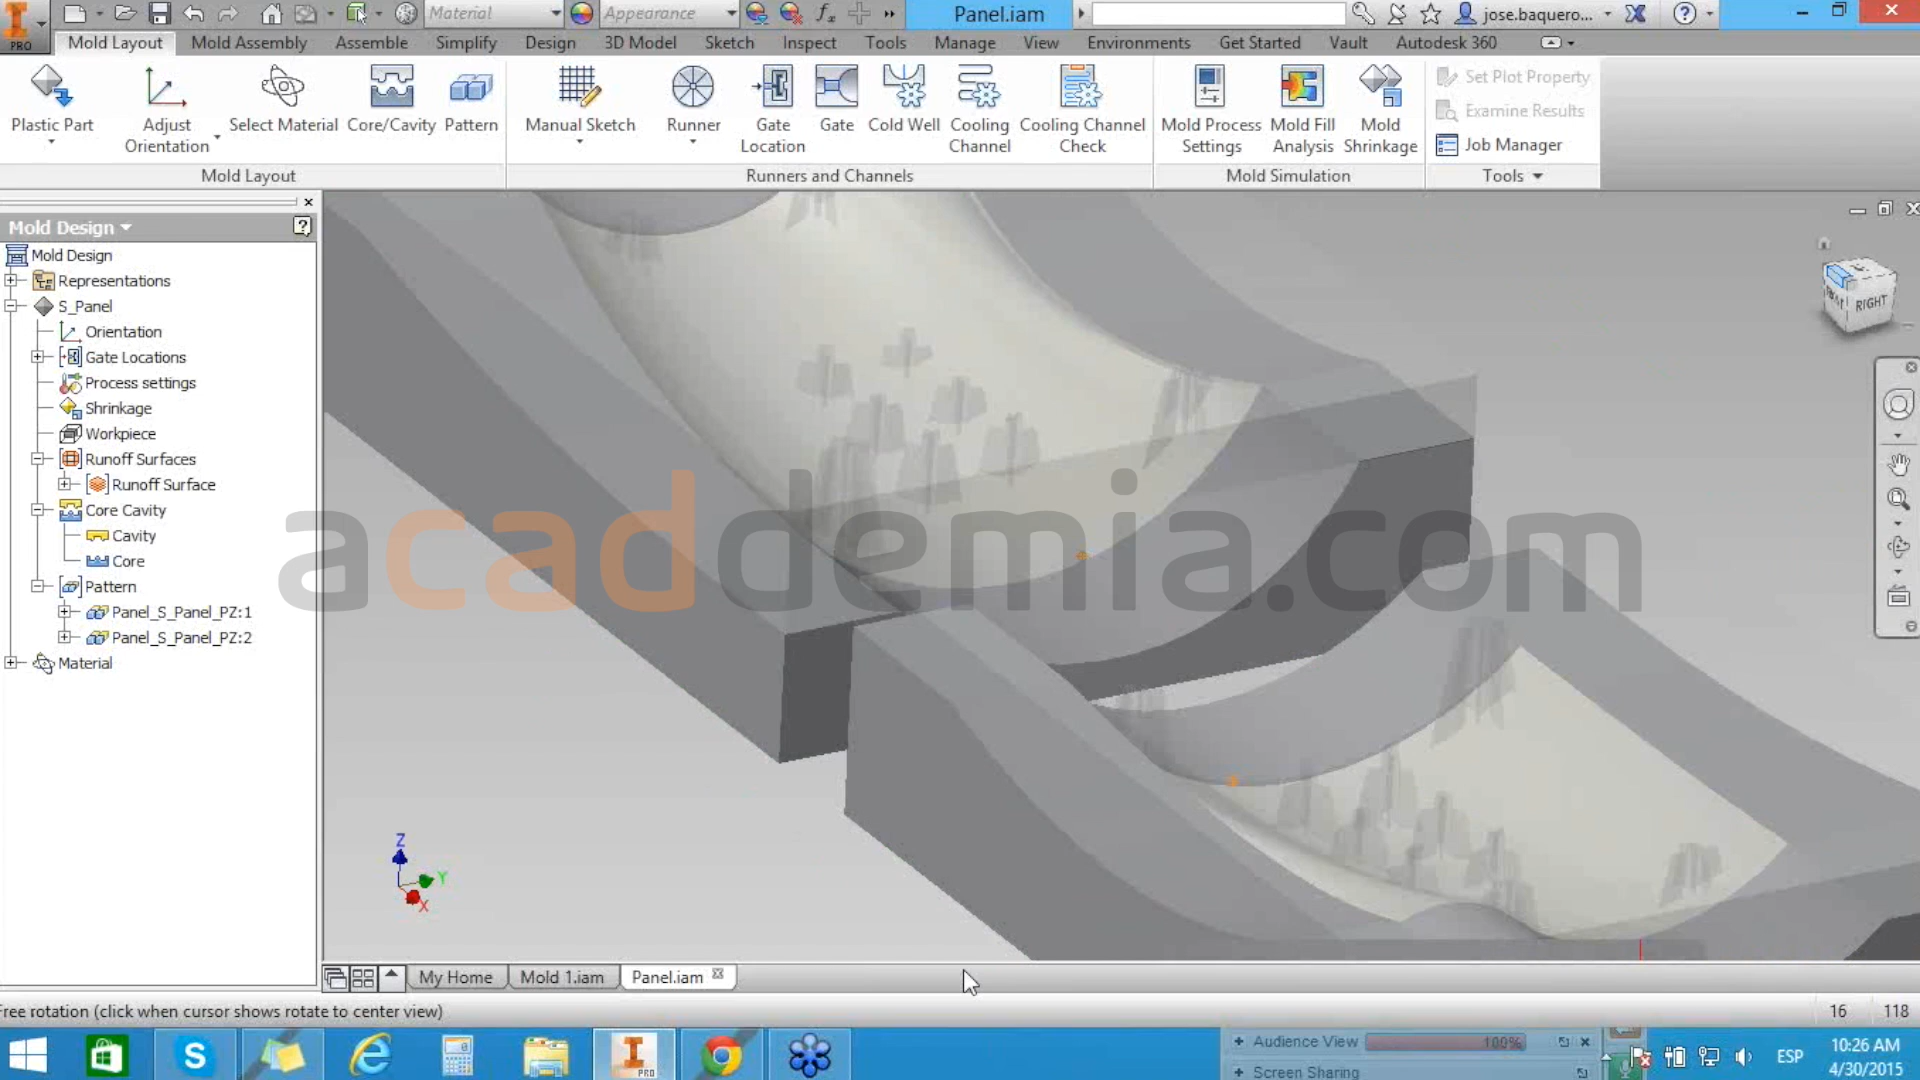 PRO
Material
Appearance
Panel.iam
jose.baquero...
Mold Layout
Mold Assembly
Assemble
Simplify
Design
3D Model
Sketch
Inspect
Tools
Manage
View
Environments
Get Started
Vault
Autodesk 360
Plastic Part
Adjust
Orientation
Select Material
Core/Cavity
Pattern
Manual Sketch
Runner
Gate
Location
Gate
Cold Well
Cooling
Channel
Cooling Channel
Check
Mold Process
Settings
Mold Fill
Analysis
Mold
Shrinkage
Set Plot Property
Examine Results
Job Manager
Mold Layout
Runners and Channels
Mold Simulation
Tools
Mold Design
Mold Design
Representations
S_Panel
Orientation
Gate Locations
Process settings
Shrinkage
Workpiece
Runoff Surfaces
Runoff Surface
Core Cavity
Cavity
Core
Pattern
Panel_S_Panel_PZ:1
Panel_S_Panel_PZ:2
Material
RIGHT
acaddemia.com
Z
Y
X
My Home
Mold 1.iam
Panel.iam
Free rotation (click when cursor shows rotate to center view)
16
118
PRO
Audience View
100%
Screen Sharing
ESP
10:26 AM
4/30/2015